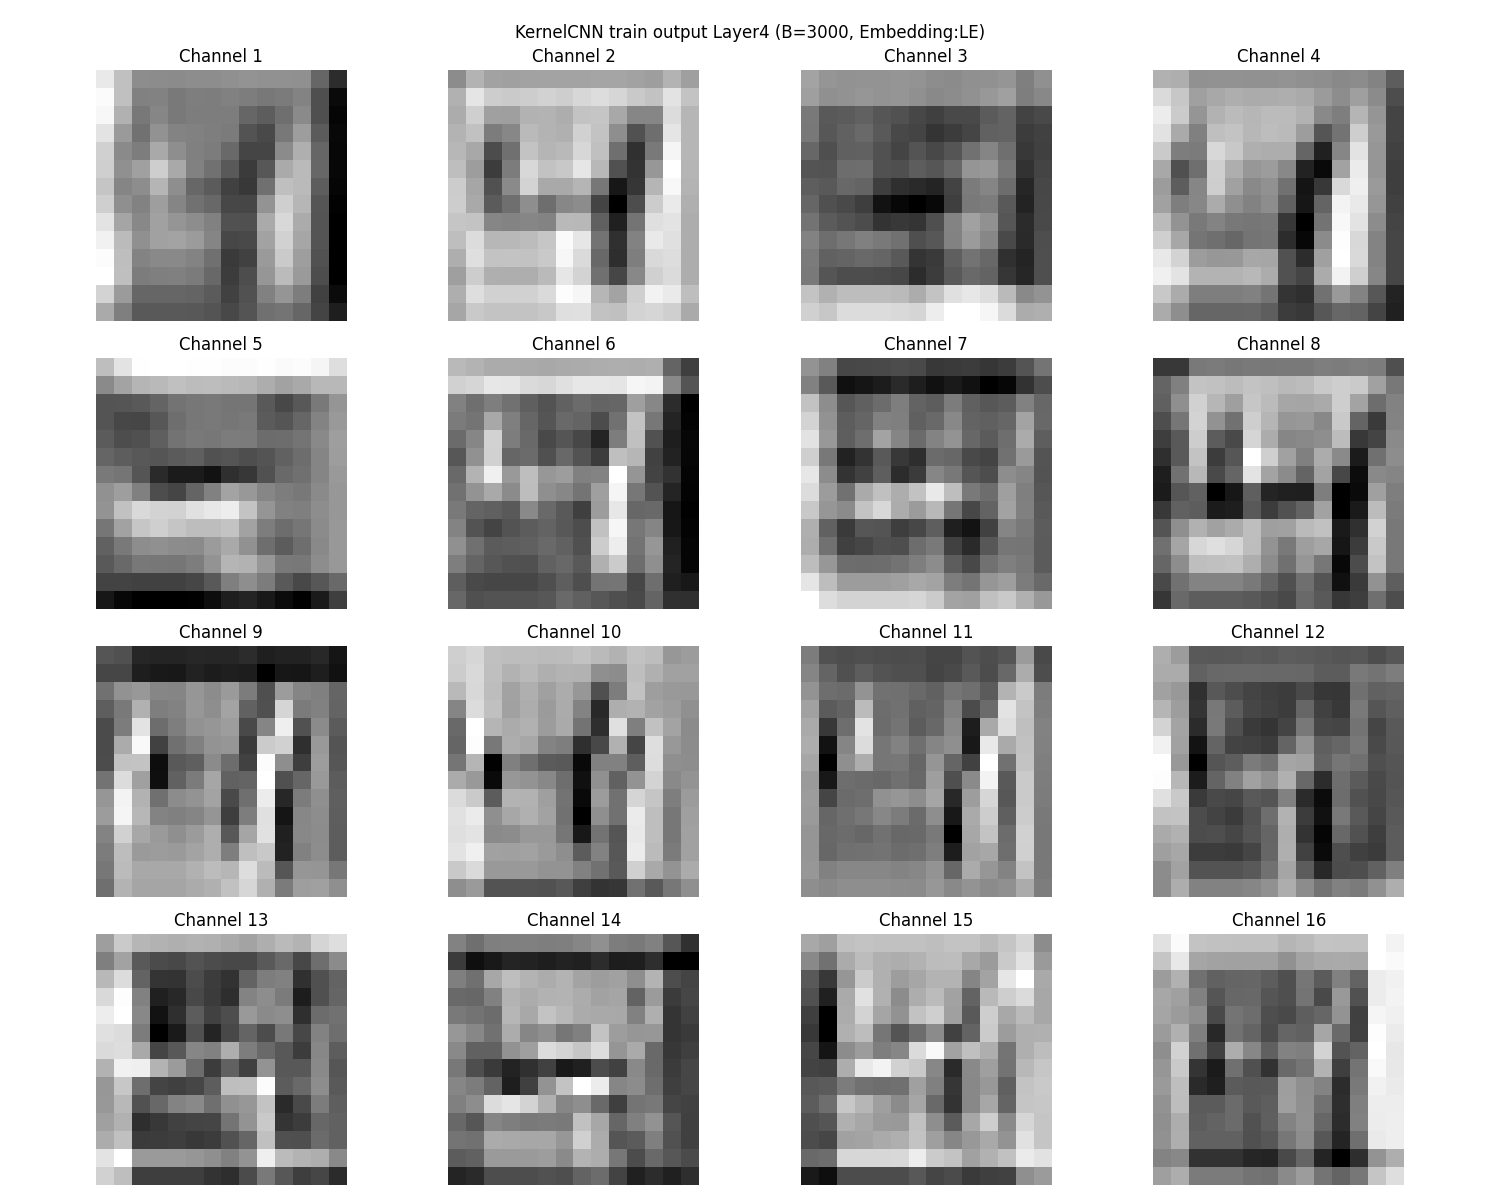 KernelCNN train output Layer4 (B=3000, Embedding:LE)
Channel 1 Channel 2 Channel 3 Channel 4
Channel 5 Channel 6 Channel 7 Channel 8
Channel 9 Channel 10 Channel 11 Channel 12
Channel 13 Channel 14 Channel 15 Channel 16